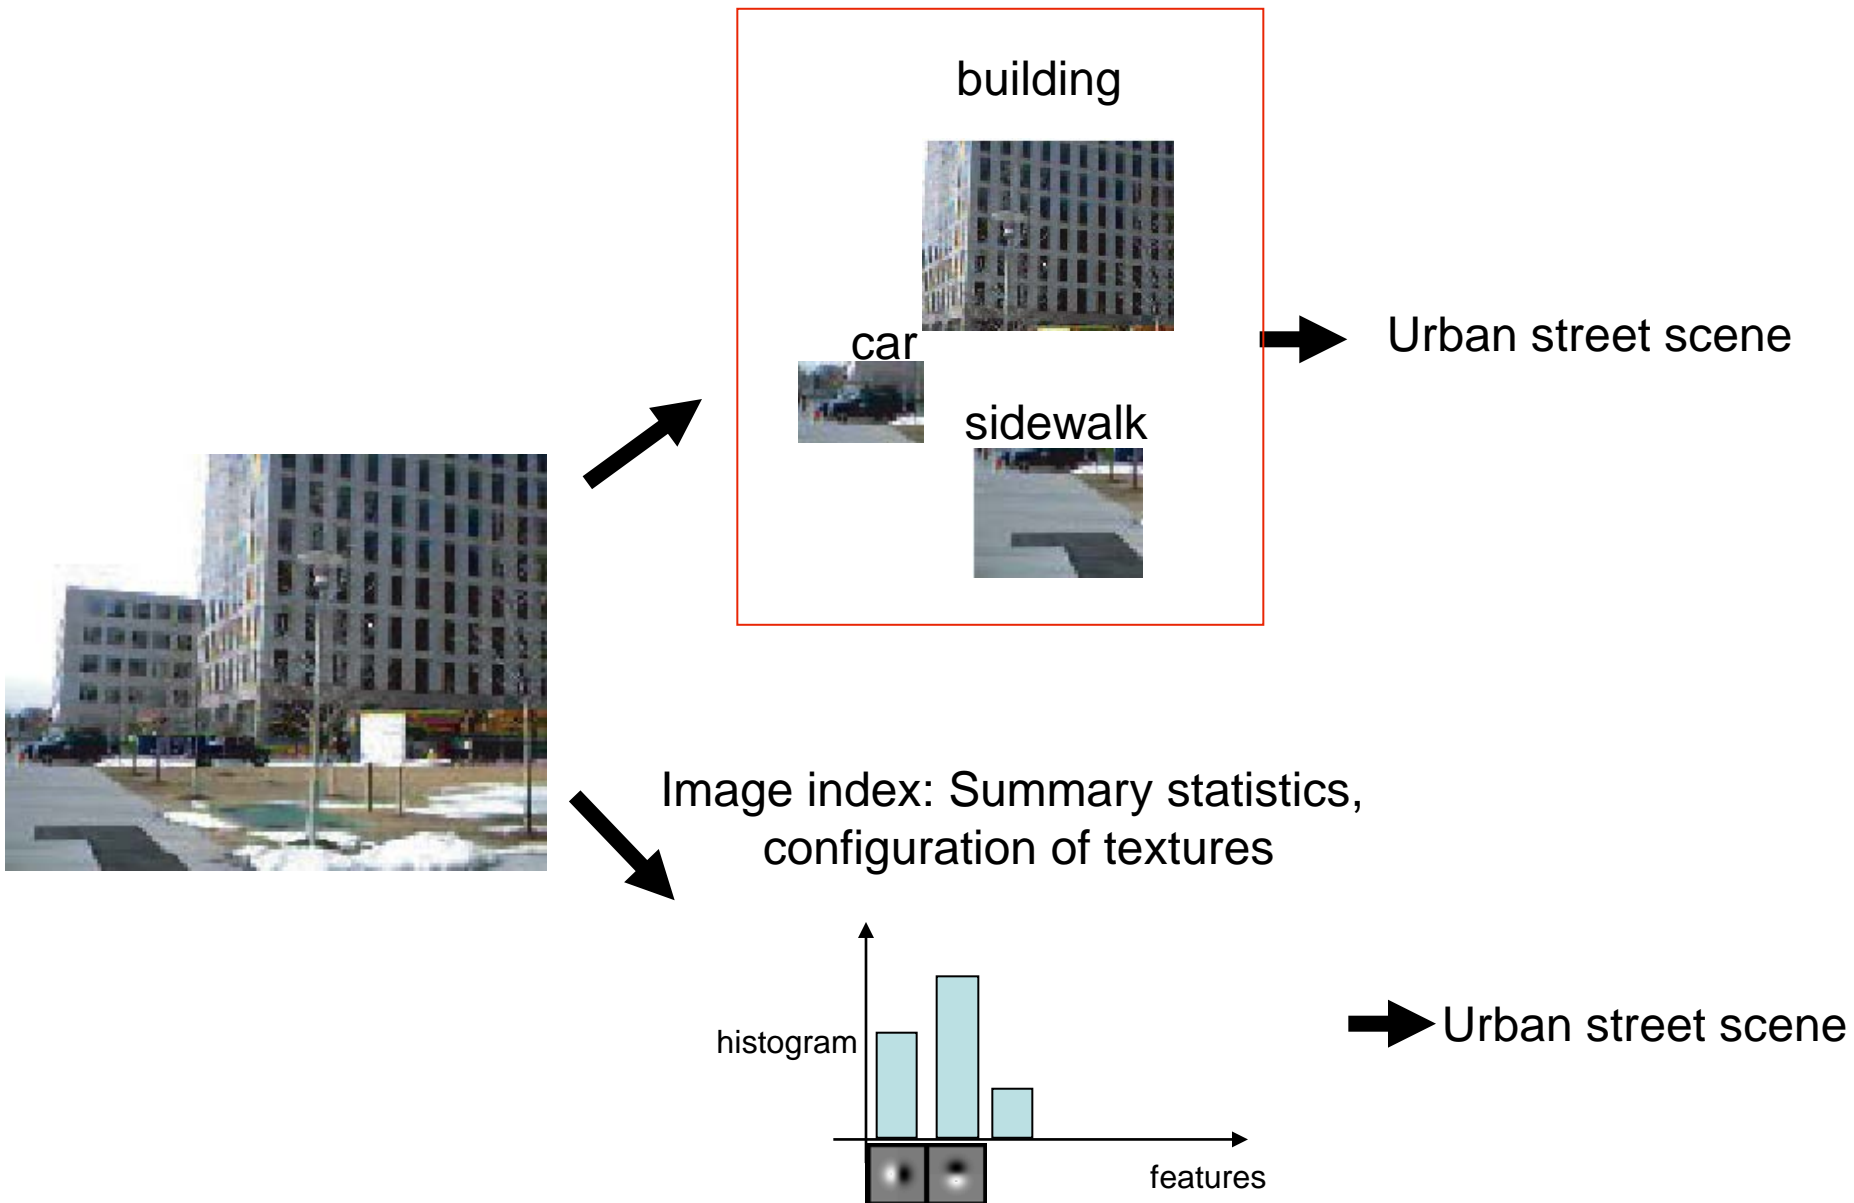 building
car
sidewalk
Urban street scene
Image index: Summary statistics,
configuration of textures
histogram
features
Urban street scene